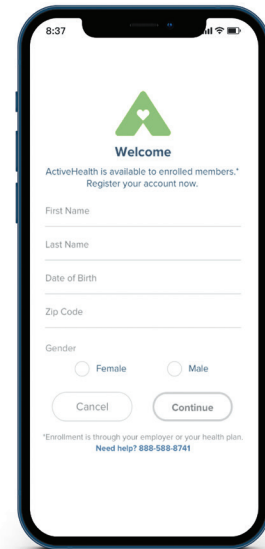 8:37
Welcome
ActiveHealth is available to enrolled members.*
Register your account now.
First Name
Last Name
Date of Birth
Zip Code
Gender
Female Male
Cancel Continue
*Enrollment is through your employer or your health plan.
Need help? 888-588-8741